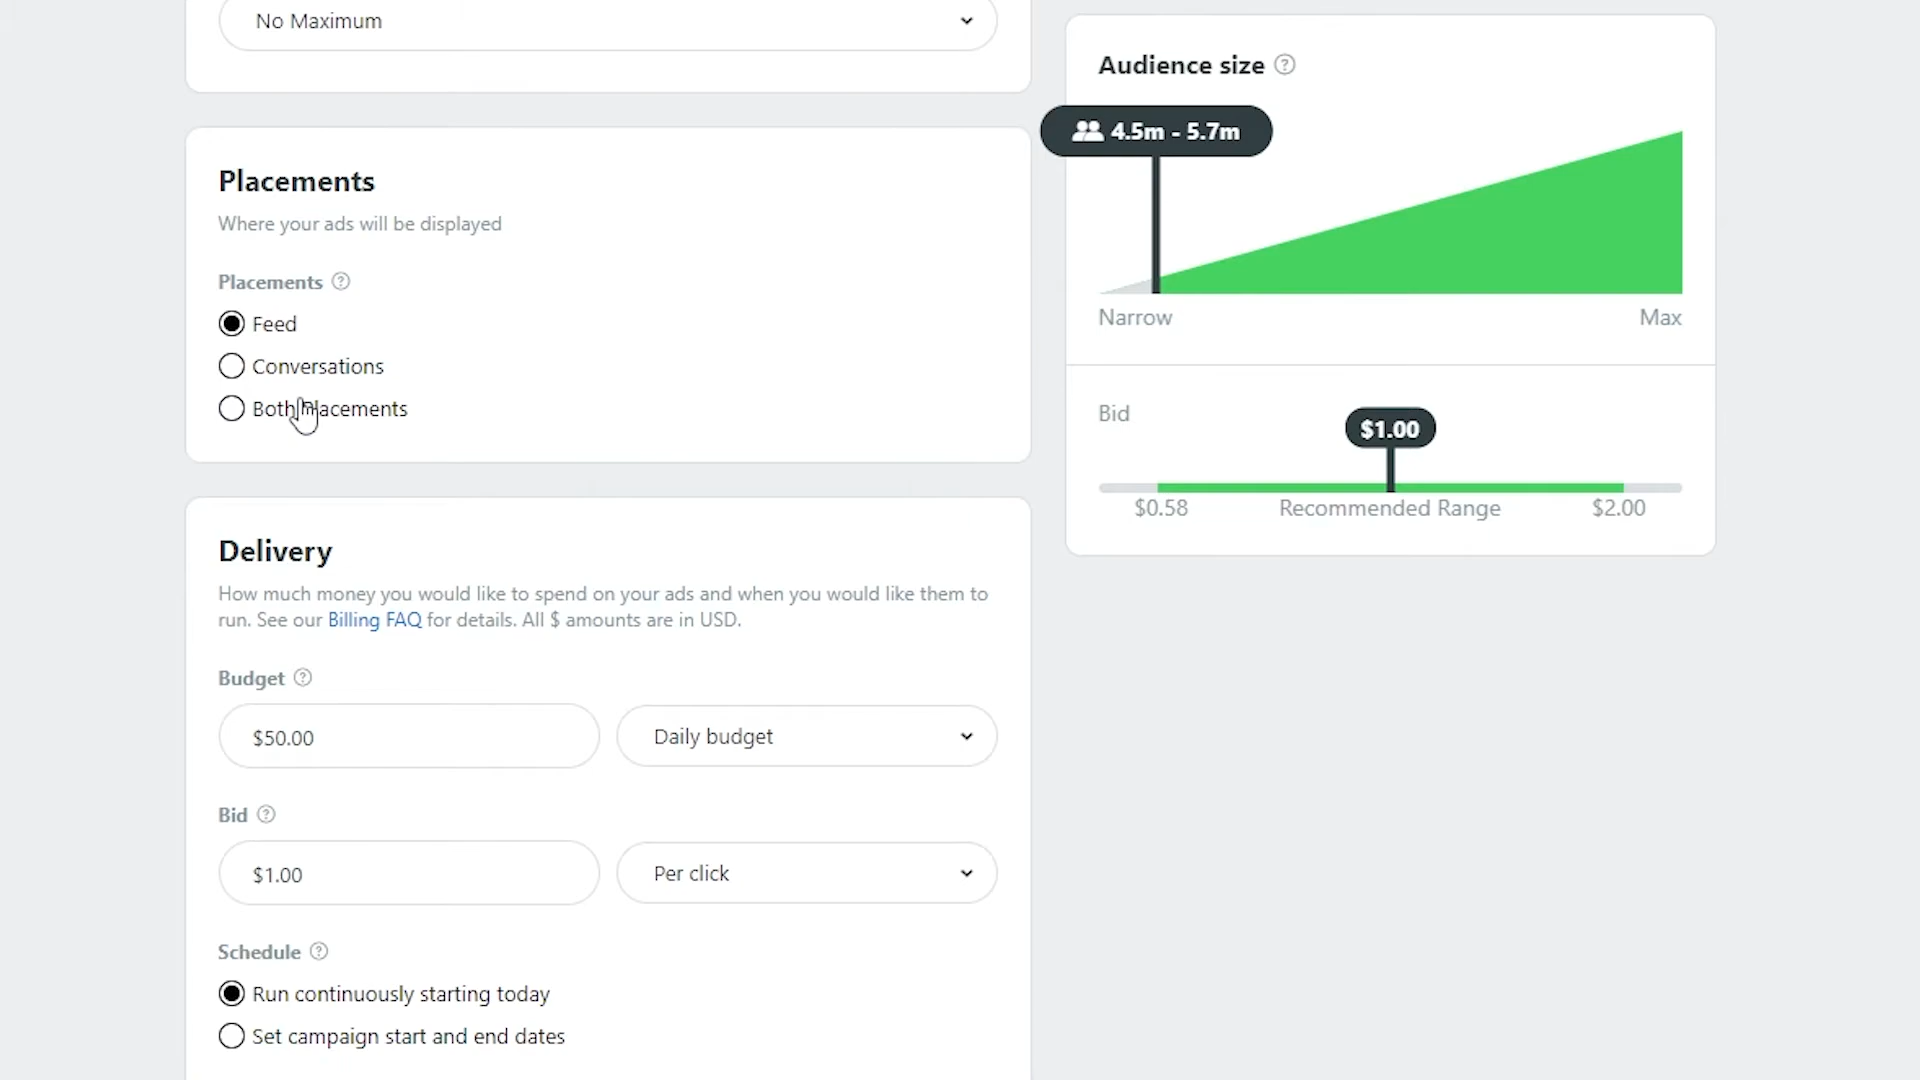 No Maximum
Placements
Where your ads will be displayed
Placements
Feed
Conversations
Both Placements
Delivery
How much money you would like to spend on your ads and when you would like them to
run. See our Billing FAQ for details. All $ amounts are in USD.
Budget
$50.00
Daily budget
Bid
$1.00
Per click
Schedule
Run continuously starting today
Set campaign start and end dates
Audience size
4.5m - 5.7m
Narrow
Max
Bid
$1.00
$0.58
Recommended Range
$2.00